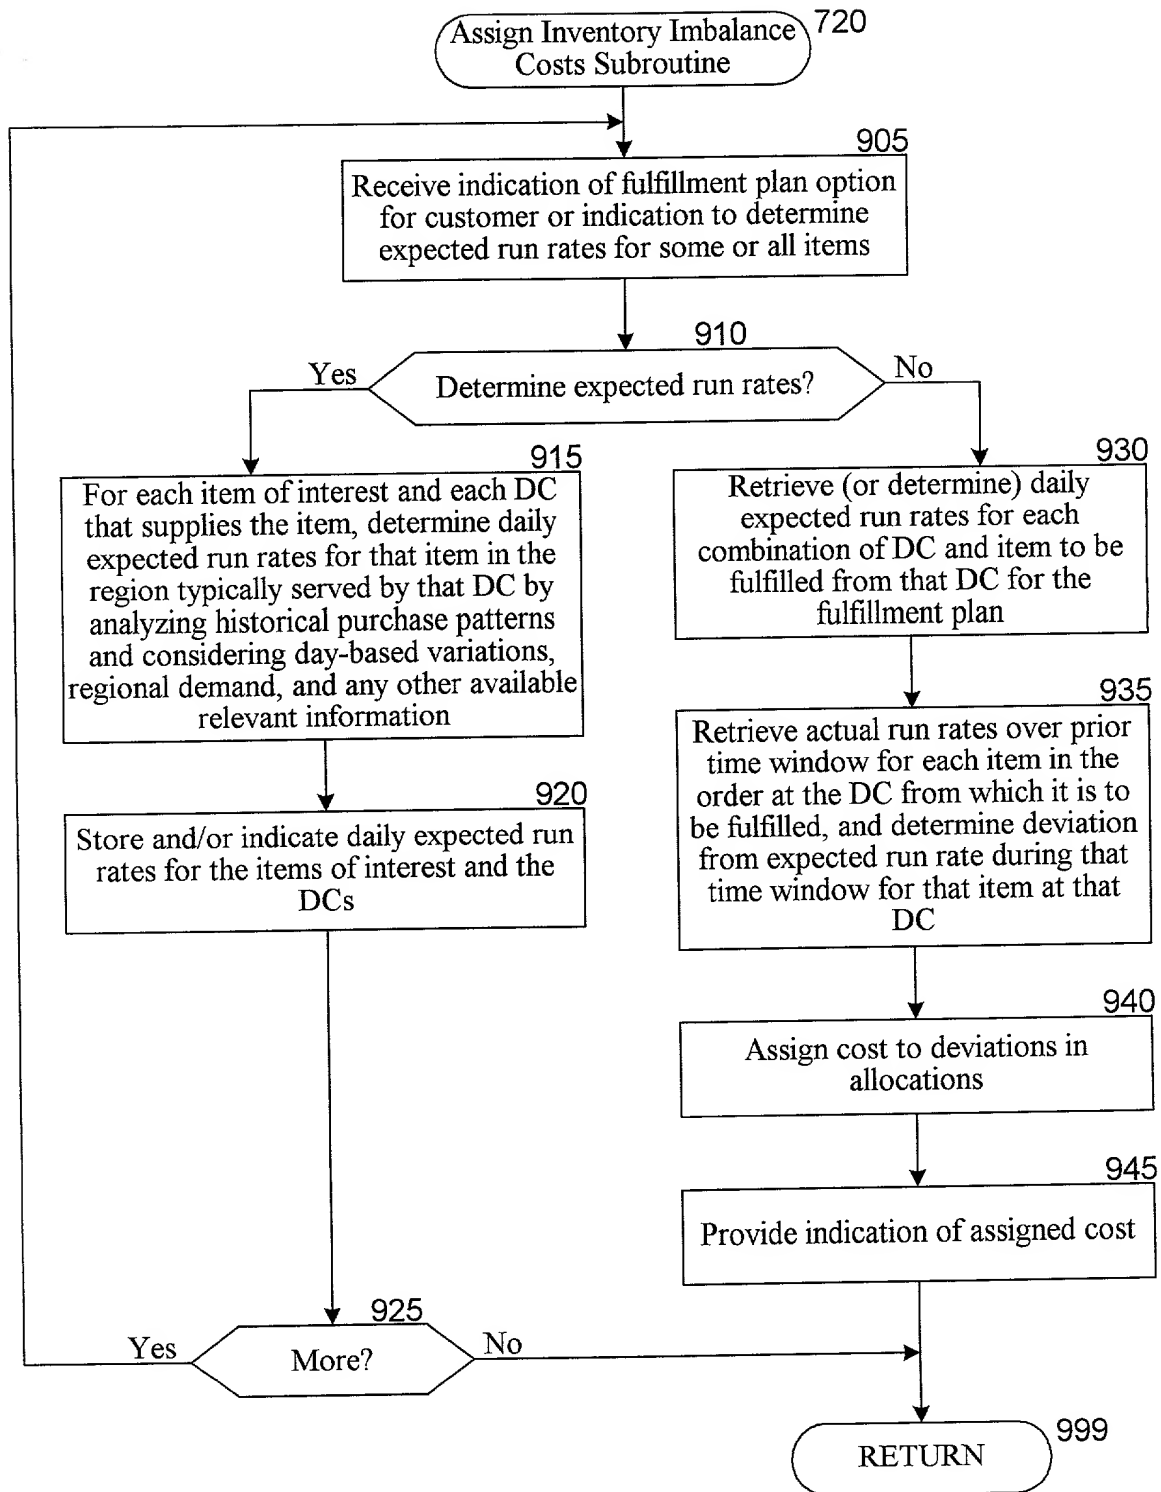 Assign Inventory Imbalance
Costs Subroutine
720
905
Receive indication of fulfillment plan option
for customer or indication to determine
expected run rates for some or all items
910
Yes
Determine expected run rates?
No
915
For each item of interest and each DC
that supplies the item, determine daily
expected run rates for that item in the
region typically served by that DC by
analyzing historical purchase patterns
and considering day-based variations,
regional demand, and any other available
relevant information
920
Store and/or indicate daily expected run
rates for the items of interest and the
DCs
925
Yes
More?
No
930
Retrieve (or determine) daily
expected run rates for each
combination of DC and item to be
fulfilled from that DC for the
fulfillment plan
935
Retrieve actual run rates over prior
time window for each item in the
order at the DC from which it is to
be fulfilled, and determine deviation
from expected run rate during that
time window for that item at that
DC
940
Assign cost to deviations in
allocations
945
Provide indication of assigned cost
999
RETURN